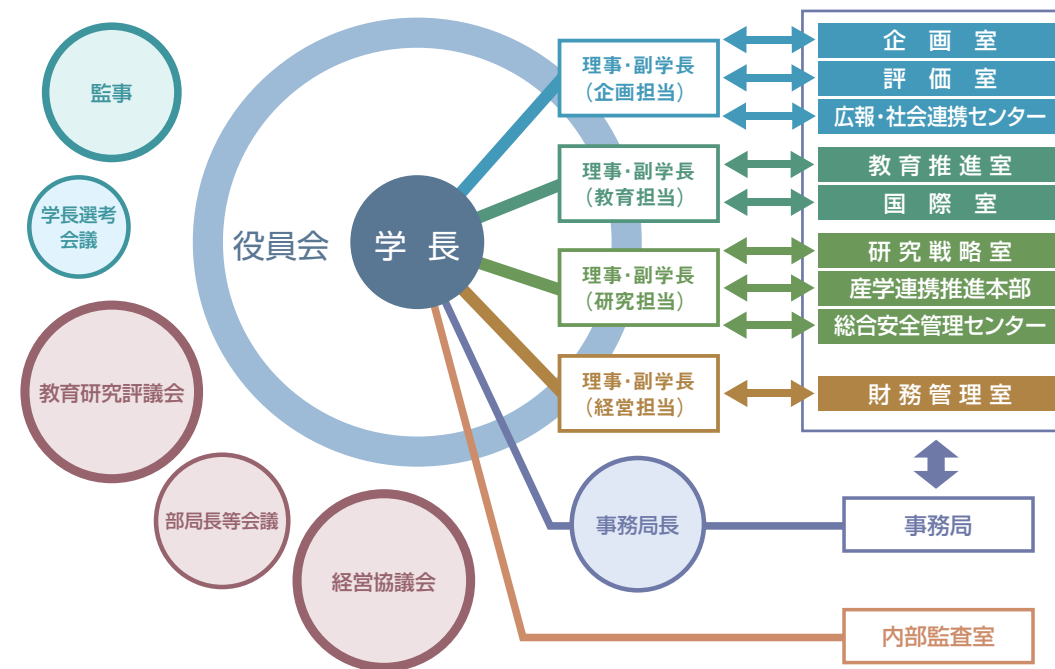 監事
学長選考
会議
教育研究評議会
部局長等会議
経営協議会
役員会
学 長
理事・副学長
(企画担当)
企 画 室
評 価 室
広報・社会連携センター
理事・副学長
(教育担当)
教 育 推 進 室
国 際 室
理事・副学長
(研究担当)
研 究 戦 略 室
産学連携推進本部
総合安全管理センター
理事・副学長
(経営担当)
財 務 管 理 室
事務局長
事務局
内部監査室